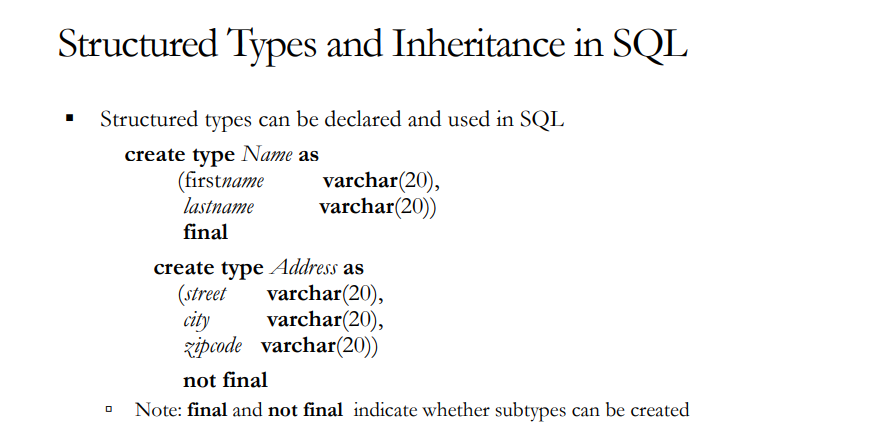 Structured Types and Inheritance in SQL
▪ Structured types can be declared and used in SQL
create type Name as
(firstname varchar(20),
lastname varchar(20))
final
create type Address as
(street varchar(20),
city varchar(20),
zipcode varchar(20))
not final
▫ Note: final and not final indicate whether subtypes can be created